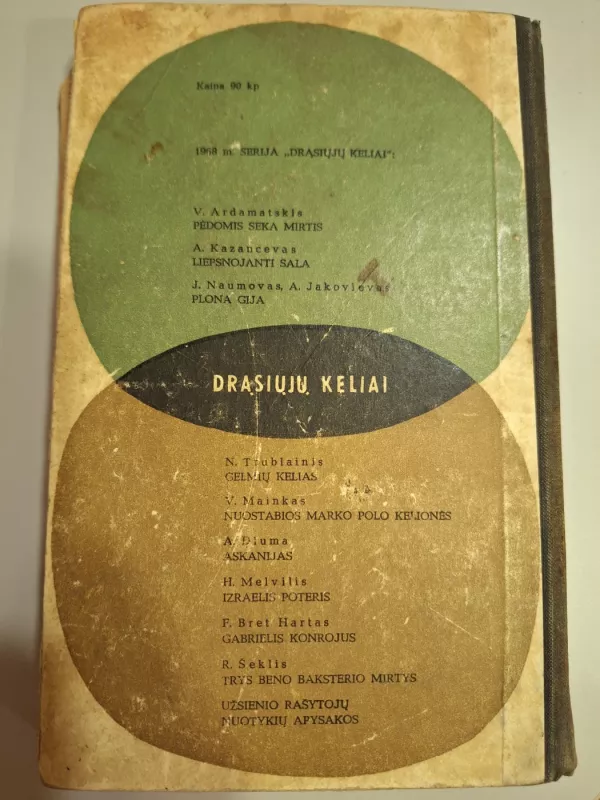 Kaina 90 kp
1968 m. SERIJA „DRĄSIŲJŲ KELIAI“:
V. Ardamatskis
PĖDOMIS SEKA MIRTIS
A. Kazancevas
LIEPSNOJANTI SALA
J. Naumovas, A. Jakovlevas
PLONA GIJA
DRĄSIŲJŲ KELIAI
N. Trublainis
GELMIŲ KELIAS
V. Mainkas
NUOSTABIOS MARKO POLO KELIONĖS
A. Diuma
ASKANIJAS
H. Melvilis
IZRAELIS POTERIS
F. Bret Hartas
GABRIELIS KONROJUS
R. Šeklis
TRYS BENO BAKSTERIO MIRTYS
UŽSIENIO RAŠYTOJŲ
NUOTYKIŲ APYSAKOS